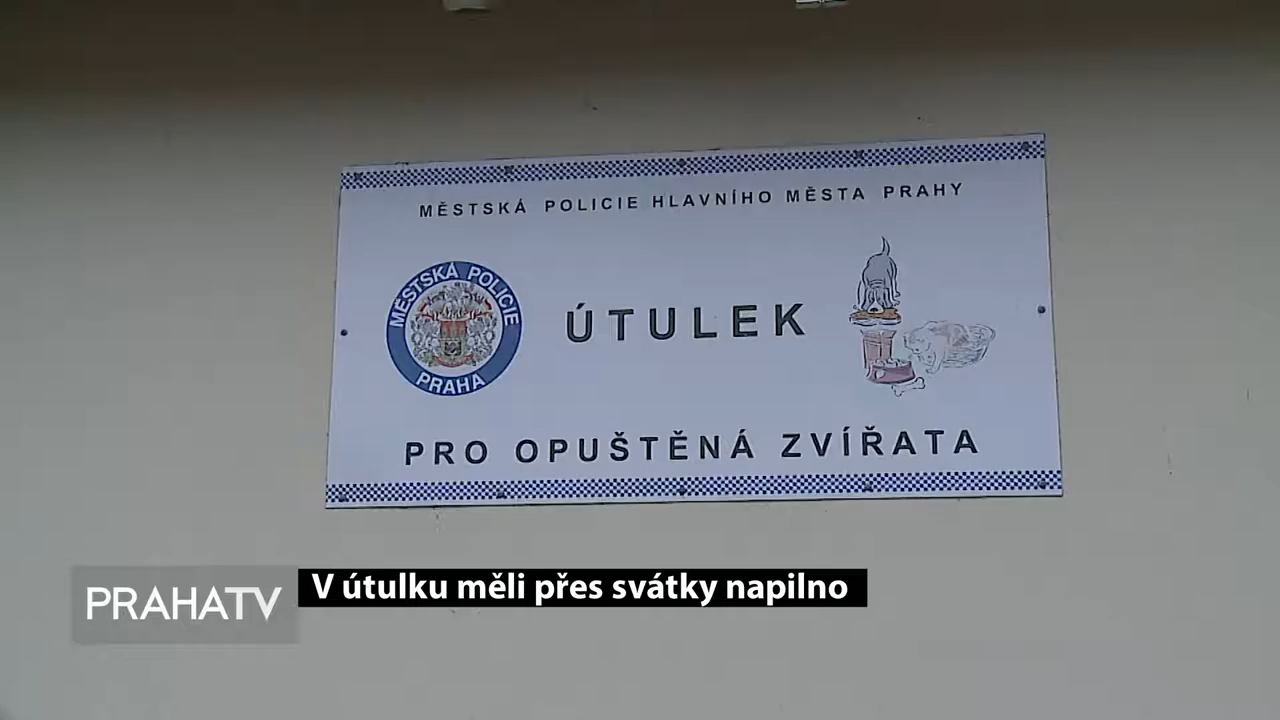 MĚSTSKÁ POLICIE HLAVNÍHO MĚSTA PRAHY
MĚSTSKÁ POLICIE
PRAHA
ÚTULEK
PRO OPUŠTĚNÁ ZVÍŘATA
V útulku měli přes svátky napilno
PRAHATV